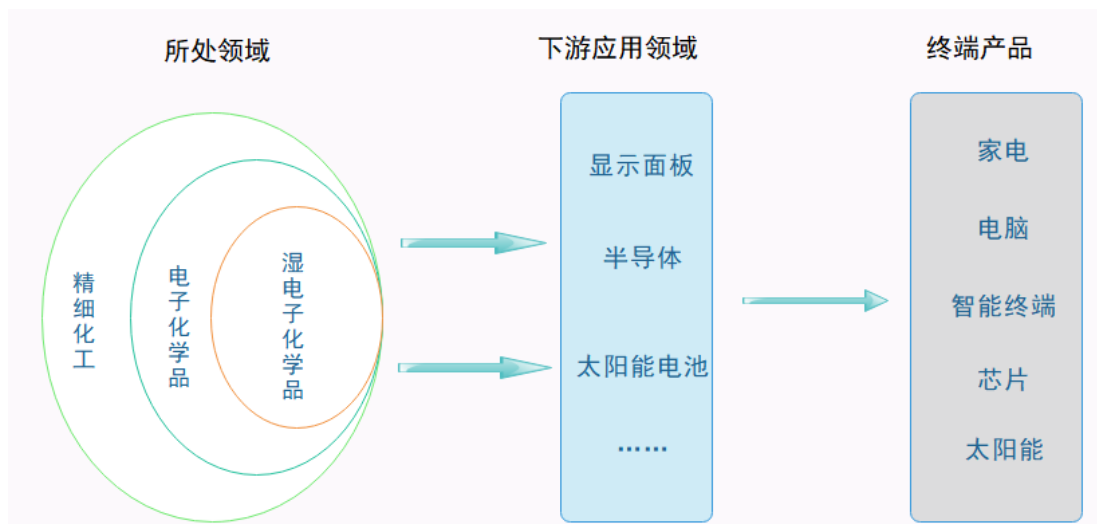 所处领域
精细化工
电子化学品
湿电子化学品
下游应用领域
显示面板
半导体
太阳能电池
……
终端产品
家电
电脑
智能终端
芯片
太阳能